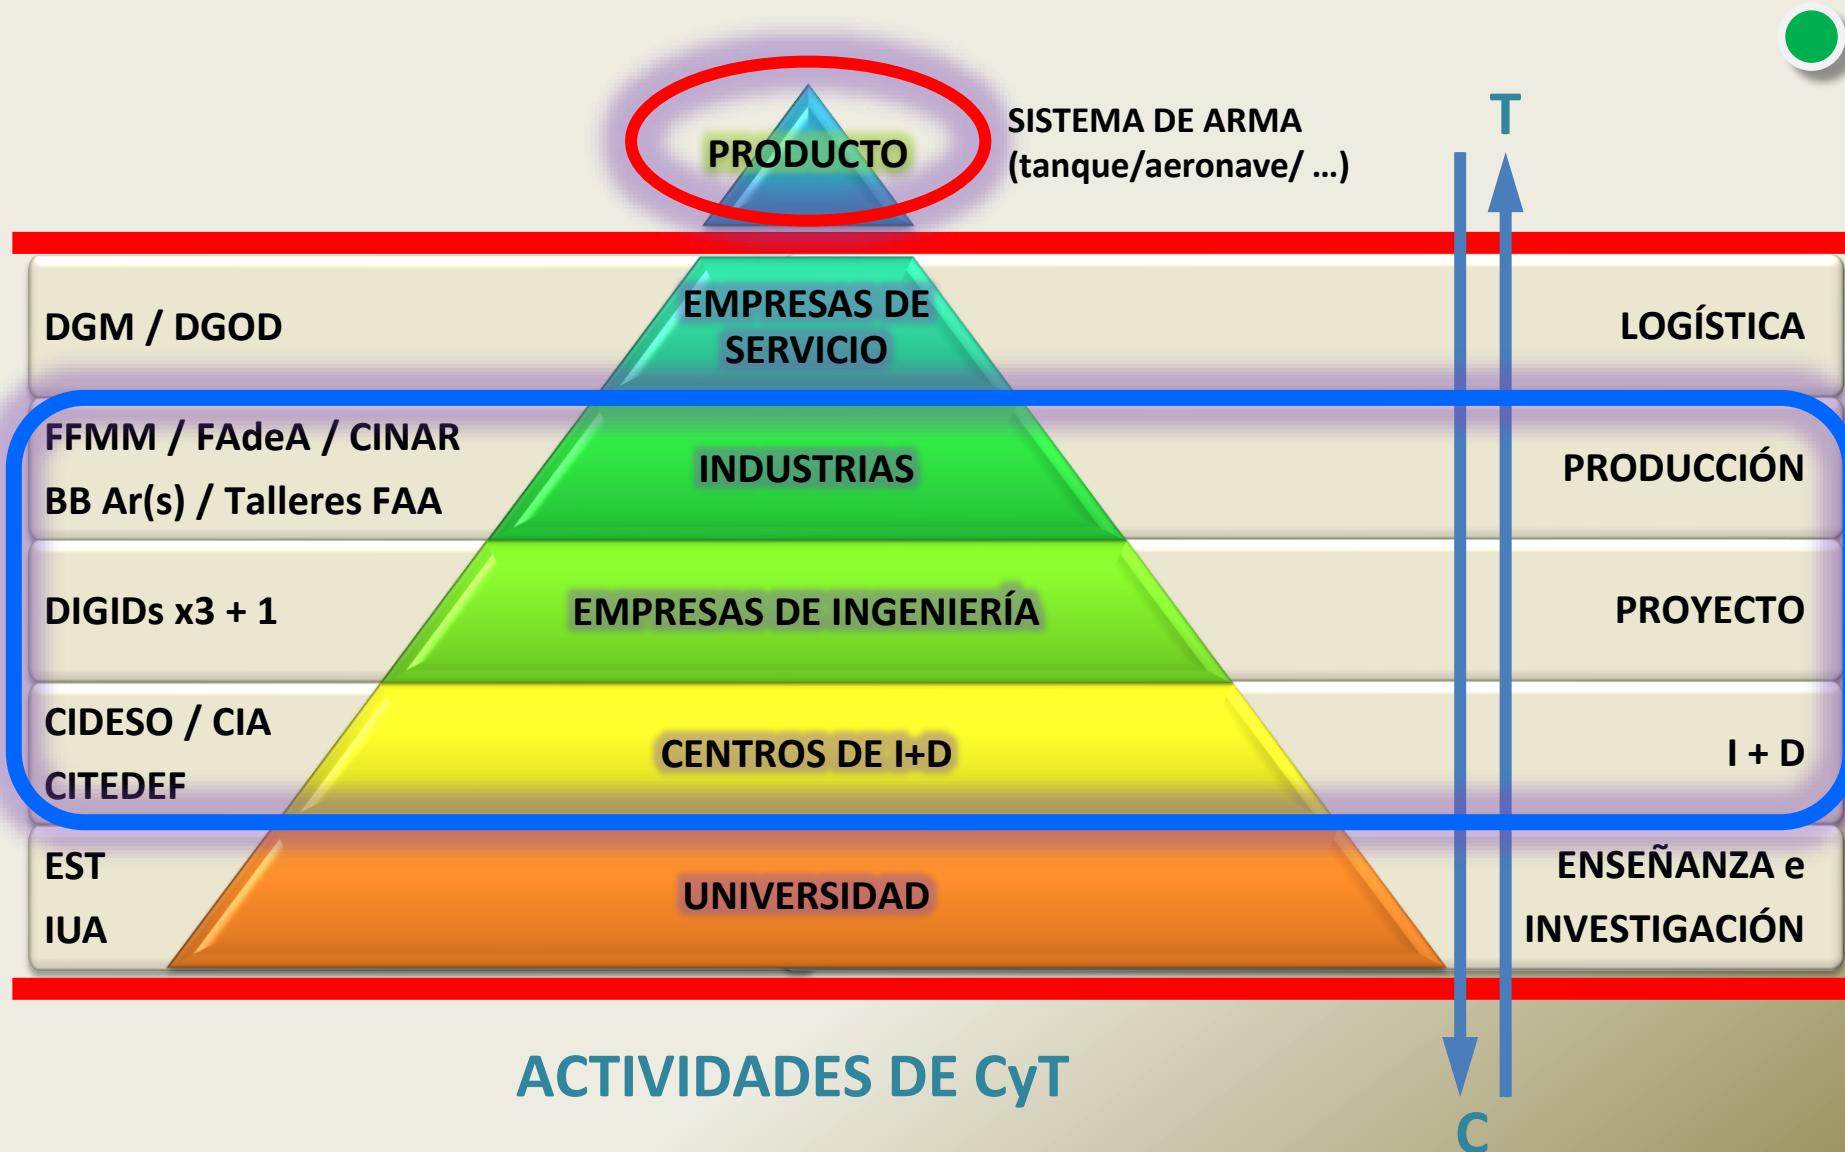 PRODUCTO
SISTEMA DE ARMA
(tanque/aeronave/ ...)
T
DGM / DGOD
EMPRESAS DE
SERVICIO
LOGÍSTICA
FFMM / FAdeA / CINAR
BB Ar(s) / Talleres FAA
INDUSTRIAS
PRODUCCIÓN
DIGIDs x3 + 1
EMPRESAS DE INGENIERÍA
PROYECTO
CIDESO / CIA
CITEDEF
CENTROS DE I+D
I + D
EST
IUA
UNIVERSIDAD
ENSEÑANZA e
INVESTIGACIÓN
ACTIVIDADES DE CyT
C